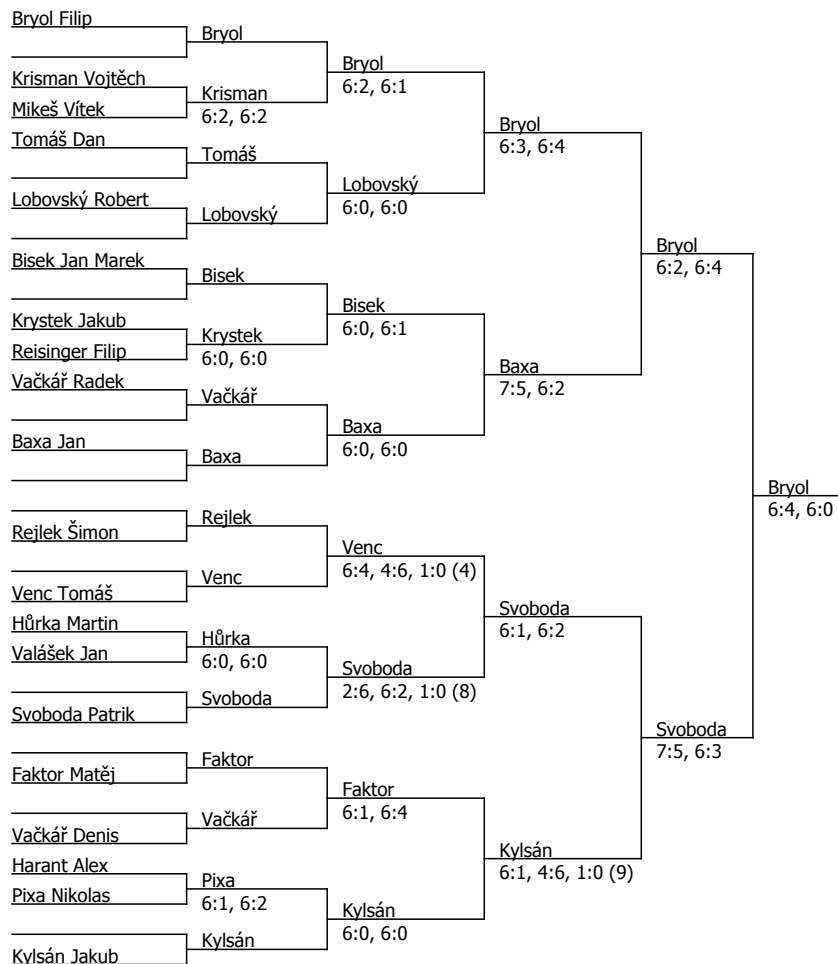 Bryol Filip
Bryol
Bryol
6:2, 6:1
Krisman Vojtěch
Krisman
6:2, 6:2
Mikeš Vítek
Bryol
6:3, 6:4
Tomáš Dan
Tomáš
Lobovský
6:0, 6:0
Lobovský Robert
Lobovský
Bryol
6:2, 6:4
Bisek Jan Marek
Bisek
Bisek
6:0, 6:1
Krystek Jakub
Krystek
6:0, 6:0
Reisinger Filip
Baxa
7:5, 6:2
Vačkář Radek
Vačkář
Baxa
6:0, 6:0
Baxa Jan
Baxa
Bryol
6:4, 6:0
Rejlek
Rejlek Šimon
Venc
6:4, 4:6, 1:0 (4)
Venc
Venc Tomáš
Svoboda
6:1, 6:2
Hůrka Martin
Hůrka
6:0, 6:0
Valášek Jan
Svoboda
2:6, 6:2, 1:0 (8)
Svoboda
Svoboda Patrik
Svoboda
7:5, 6:3
Faktor
Faktor Matěj
Faktor
6:1, 6:4
Vačkář
Vačkář Denis
Kylsán
6:1, 4:6, 1:0 (9)
Harant Alex
Pixa
6:1, 6:2
Pixa Nikolas
Kylsán
6:0, 6:0
Kylsán
Kylsán Jakub